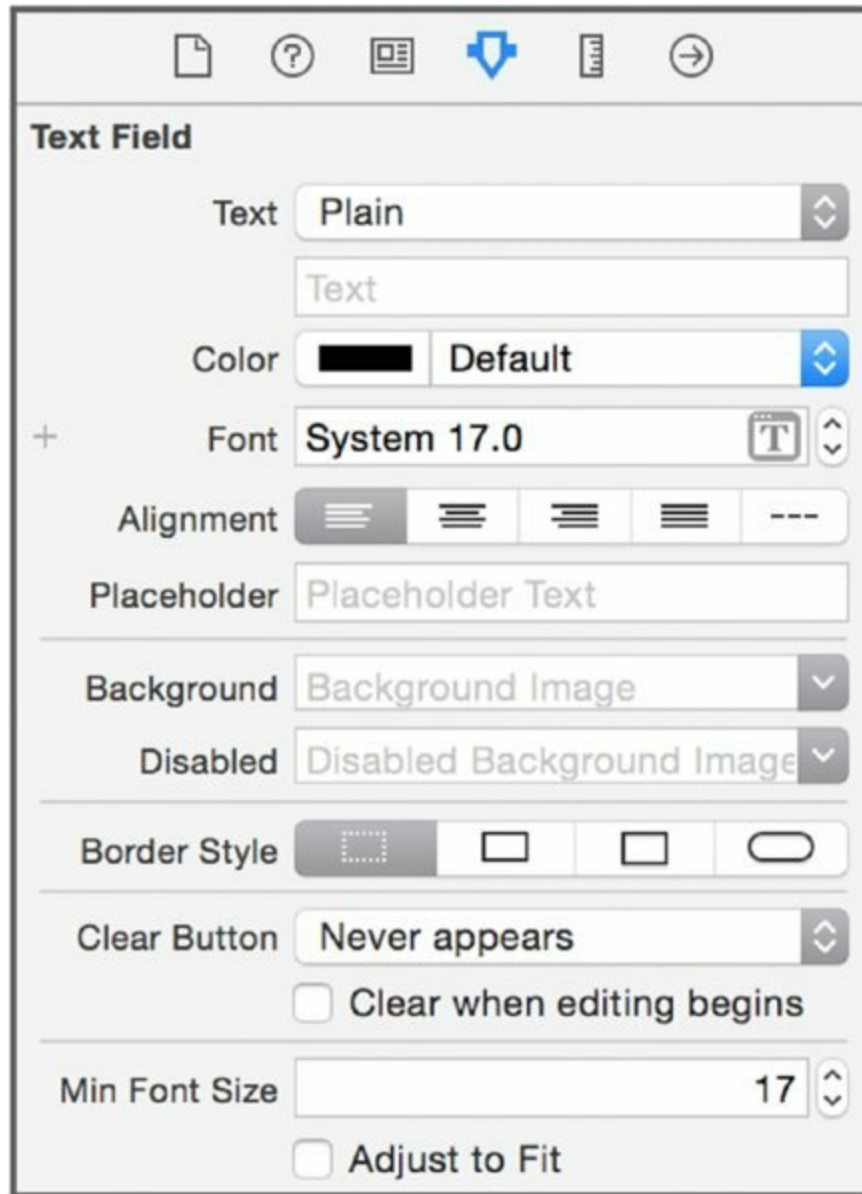 Text Field
Text Plain
Text
Color Default
Font System 17.0 T
Alignment
Placeholder Placeholder Text
Background Background Image
Disabled Disabled Background Image
Border Style
Clear Button Never appears
Clear when editing begins
Min Font Size 17
Adjust to Fit